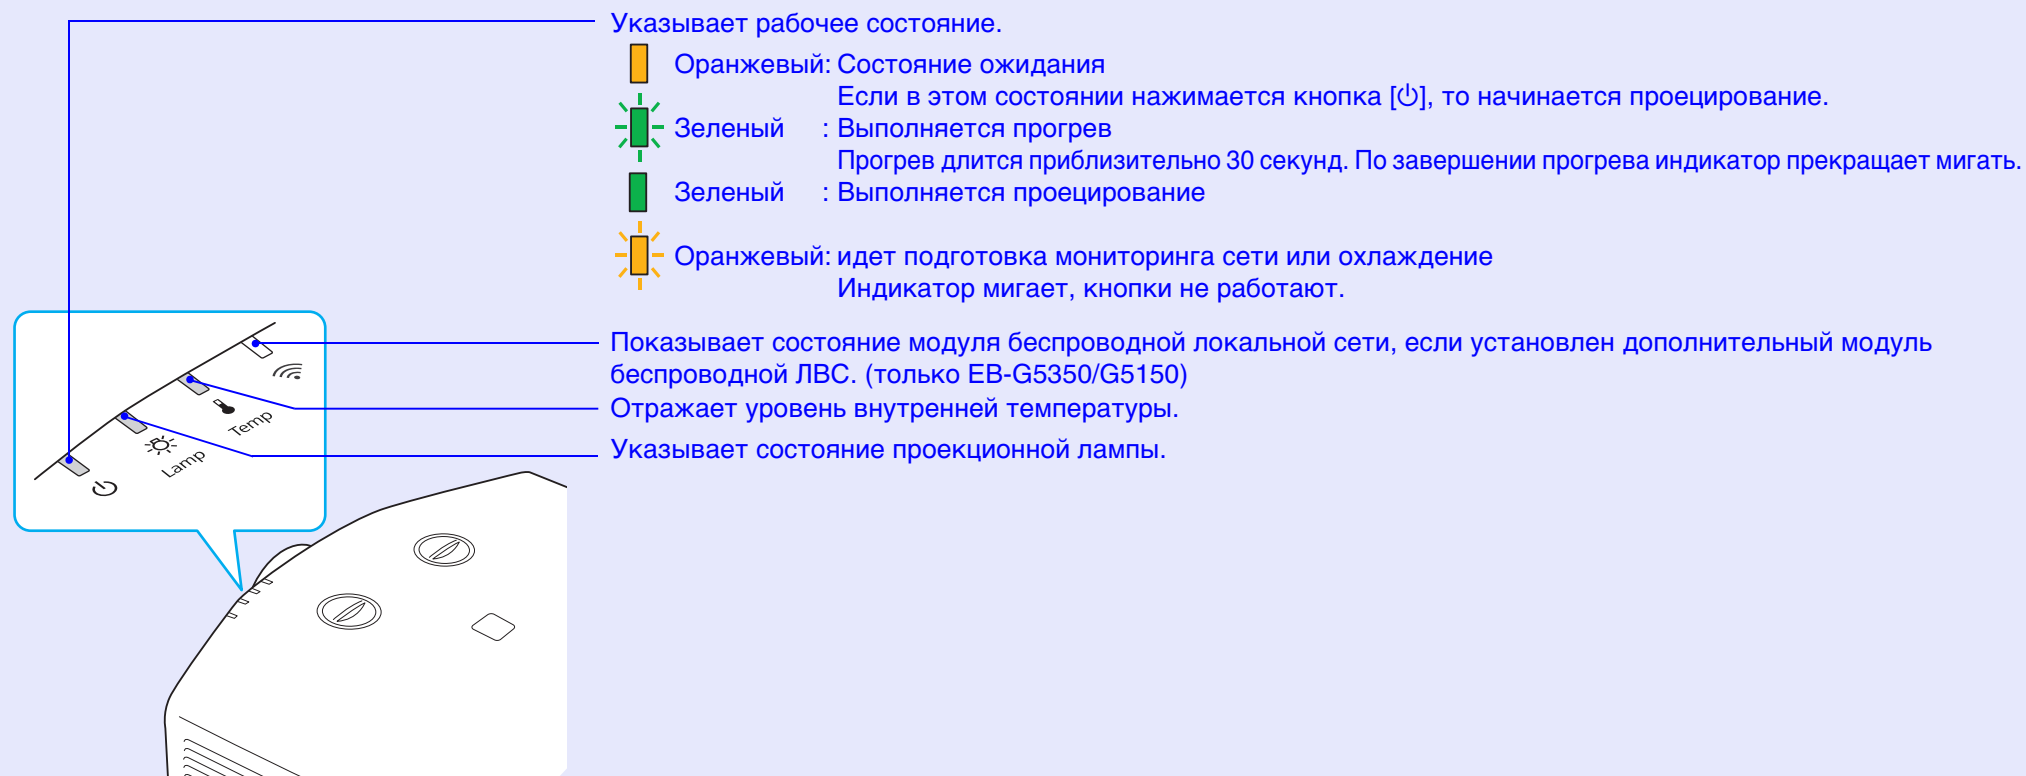 Указывает рабочее состояние.
Оранжевый: Состояние ожидания
Если в этом состоянии нажимается кнопка [⏻], то начинается проецирование.
Зеленый : Выполняется прогрев
Прогрев длится приблизительно 30 секунд. По завершении прогрева индикатор прекращает мигать.
Зеленый : Выполняется проецирование
Оранжевый: идет подготовка мониторинга сети или охлаждение
Индикатор мигает, кнопки не работают.
Показывает состояние модуля беспроводной локальной сети, если установлен дополнительный модуль
беспроводной ЛВС. (только EB-G5350/G5150)
Отражает уровень внутренней температуры.
Указывает состояние проекционной лампы.
Temp
Lamp